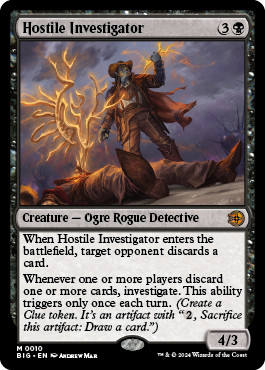 Hostile Investigator 3
Creature — Ogre Rogue Detective
When Hostile Investigator enters the
battlefield, target opponent discards a
card.
Whenever one or more players discard
one or more cards, investigate. This ability
triggers only once each turn. (Create a
Clue token. It's an artifact with “2, Sacrifice
this artifact: Draw a card.”)
4/3
M 0010
BIG • EN Andrew Mar
™ & © 2024 Wizards of the Coast